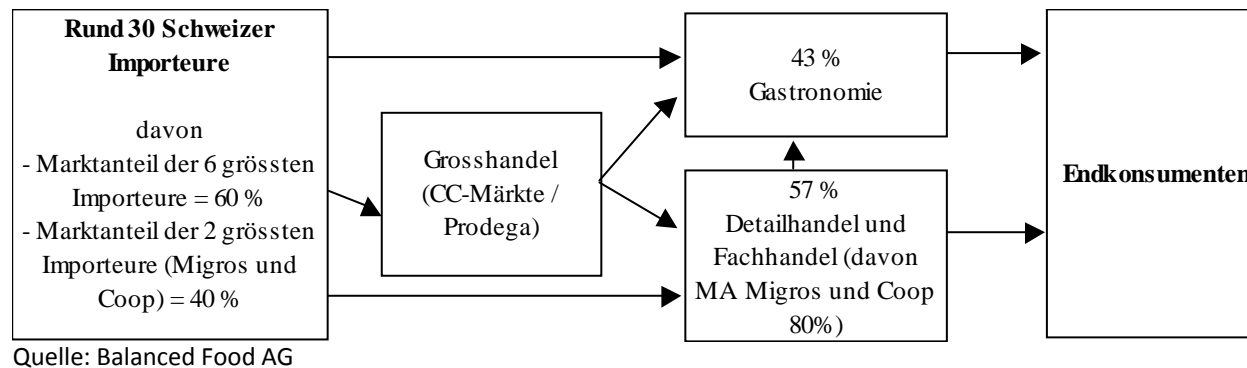 Rund 30 Schweizer
Importeure
davon
- Marktanteil der 6 grössten
Importeure = 60 %
- Marktanteil der 2 grössten
Importeure (Migros und
Coop) = 40 %
Grosshandel
(CC-Märkte /
Prodega)
43 %
Gastronomie
57 %
Detailhandel und
Fachhandel (davon
MA Migros und Coop
80%)
Endkonsumenten
Quelle: Balanced Food AG